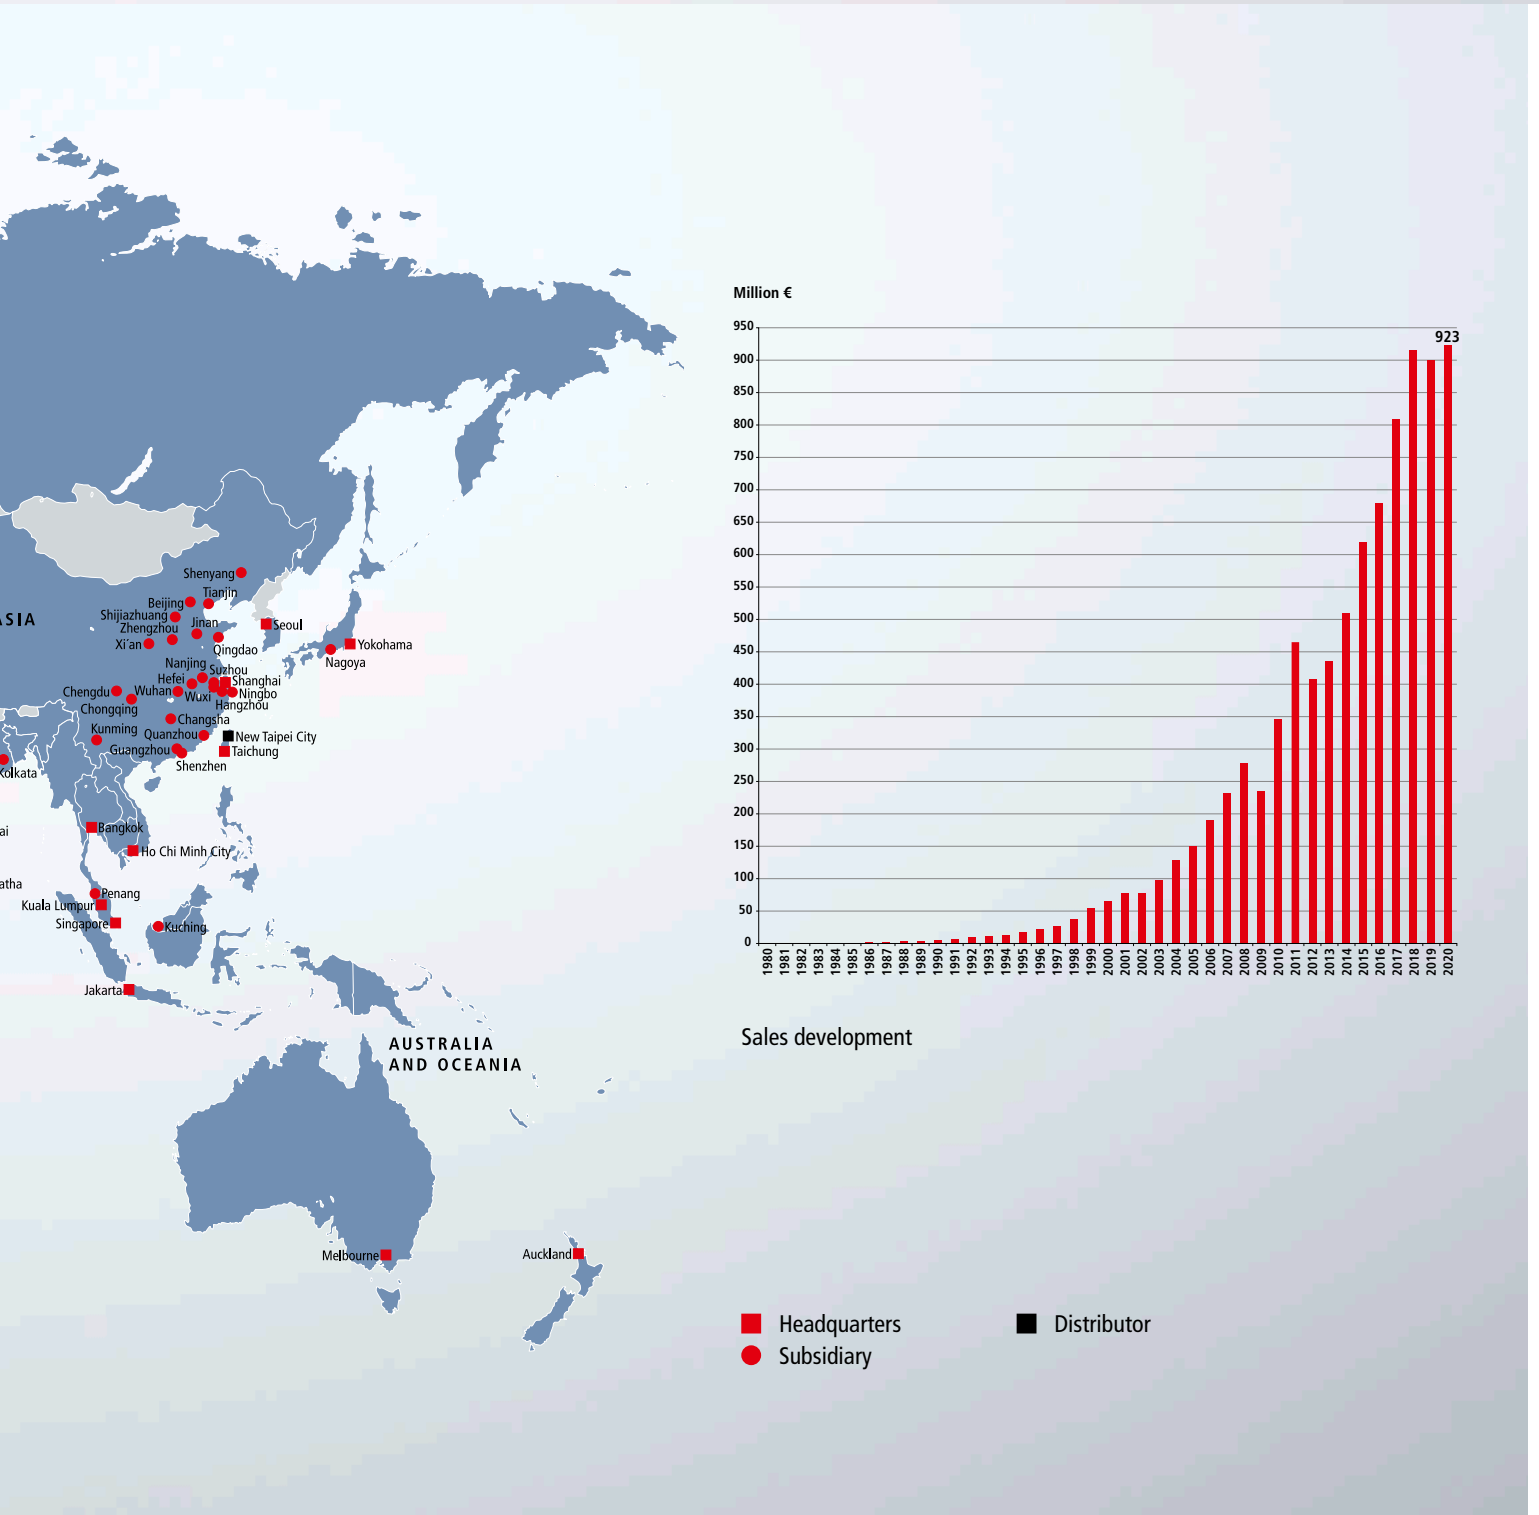 ASIA
Shenyang
Tianjin
Beijing
Shijiazhuang
Jinan
Zhengzhou
Xi´an
Qingdao
Seoul
Yokohama
Nagoya
Nanjing
Suzhou
Hefei
Shanghai
Chengdu
Wuhan
Wuxi
Ningbo
Hangzhou
Chongqing
Changsha
Kunming
Quanzhou
New Taipei City
Guangzhou
Taichung
Shenzhen
Kolkata
Bangkok
ai
Ho Chi Minh City
atha
Penang
Kuala Lumpur
Singapore
Kuching
Jakarta
AUSTRALIA
AND OCEANIA
Melbourne
Auckland
Million €
950
923
900
850
800
750
700
650
600
550
500
450
400
350
300
250
200
150
100
50
0
1980 1981 1982 1983 1984 1985 1986 1987 1988 1989 1990 1991 1992 1993 1994 1995 1996 1997 1998 1999 2000 2001 2002 2003 2004 2005 2006 2007 2008 2009 2010 2011 2012 2013 2014 2015 2016 2017 2018 2019 2020
Sales development
Headquarters
Distributor
Subsidiary